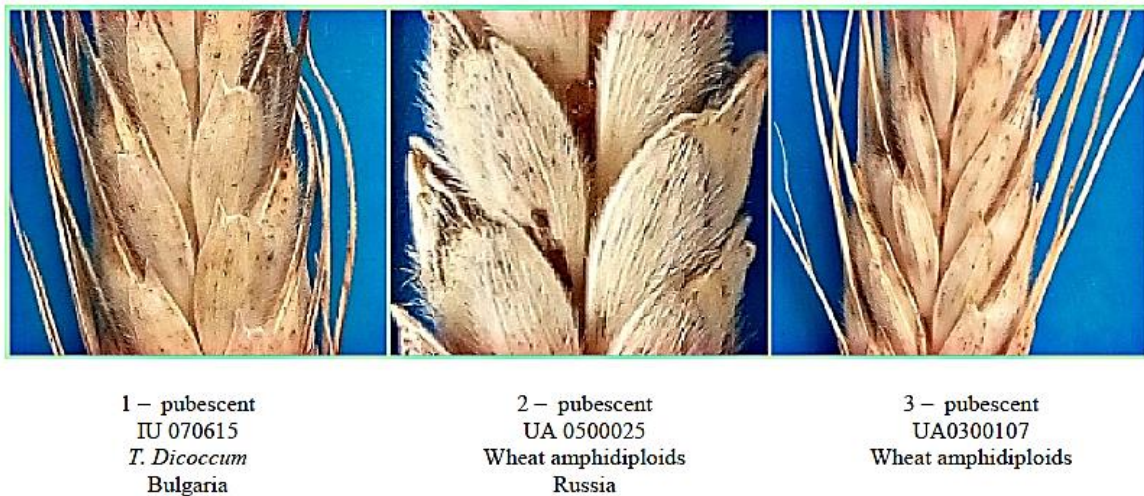 1 – pubescent
IU 070615
T. Dicoccum
Bulgaria
2 – pubescent
UA 0500025
Wheat amphidiploids
Russia
3 – pubescent
UA0300107
Wheat amphidiploids